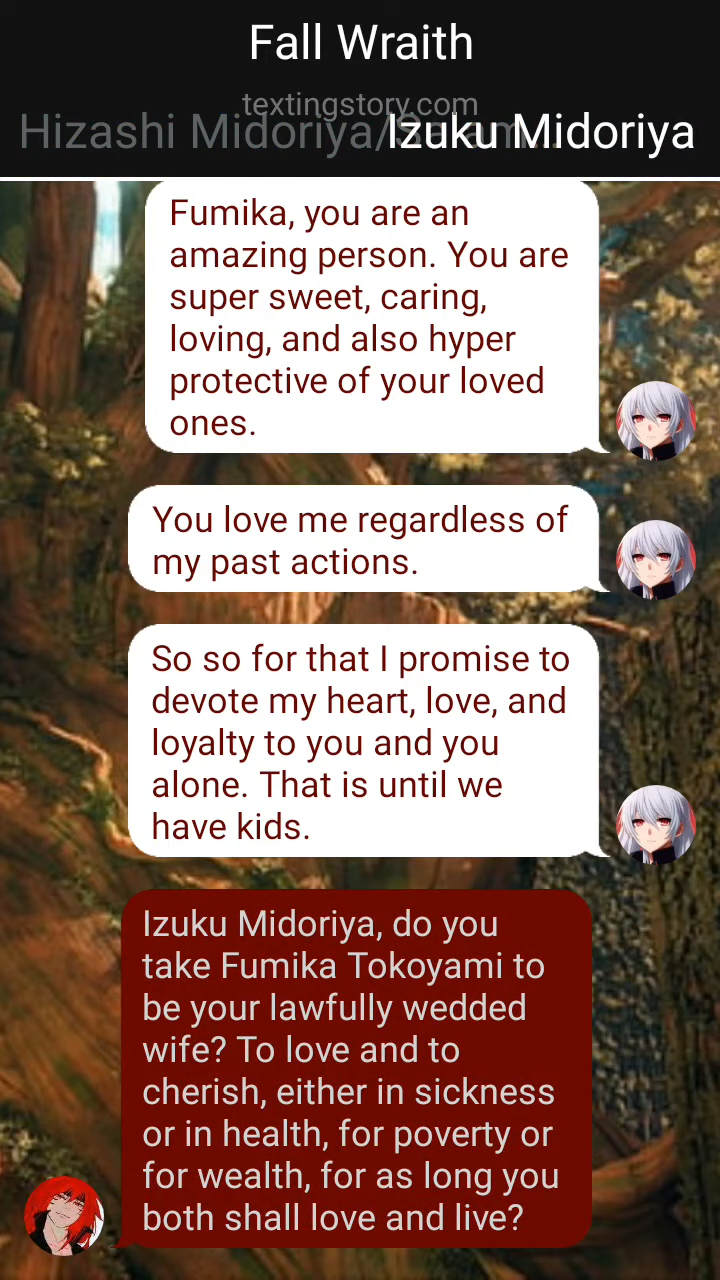 Fall Wraith
textingstory.com
Hizashi Midoriya/
Izuku Midoriya
Fumika, you are an
amazing person. You are
super sweet, caring,
loving, and also hyper
protective of your loved
ones.
You love me regardless of
my past actions.
So so for that I promise to
devote my heart, love, and
loyalty to you and you
alone. That is until we
have kids.
Izuku Midoriya, do you
take Fumika Tokoyami to
be your lawfully wedded
wife? To love and to
cherish, either in sickness
or in health, for poverty or
for wealth, for as long you
both shall love and live?